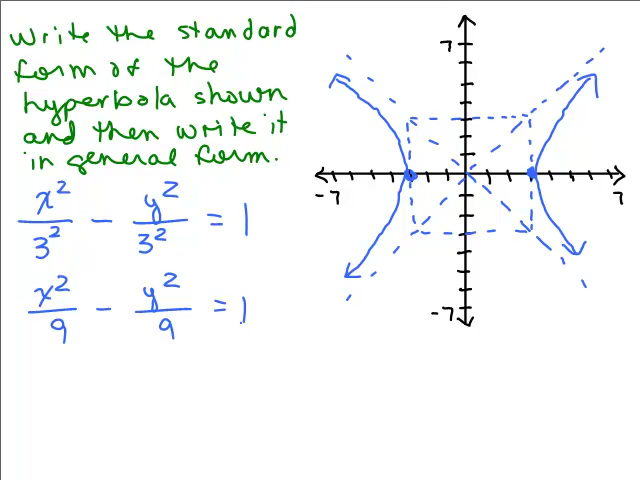 Write the standard
form of the
hyperbola shown
and then write it
in general form.
x²/3² - y²/3² = 1
x²/9 - y²/9 = 1
7
-7
7
-7